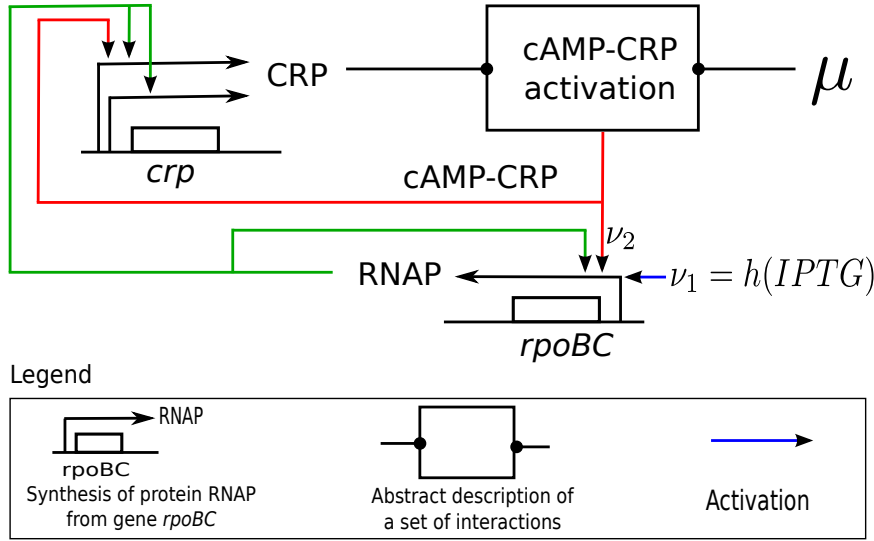 CRP
cAMP-CRP
activation
μ
crp
cAMP-CRP
ν₂
RNAP
ν₁ = h(IPTG)
rpoBC
Legend
RNAP
rpoBC
Synthesis of protein RNAP
from gene rpoBC
Abstract description of
a set of interactions
Activation